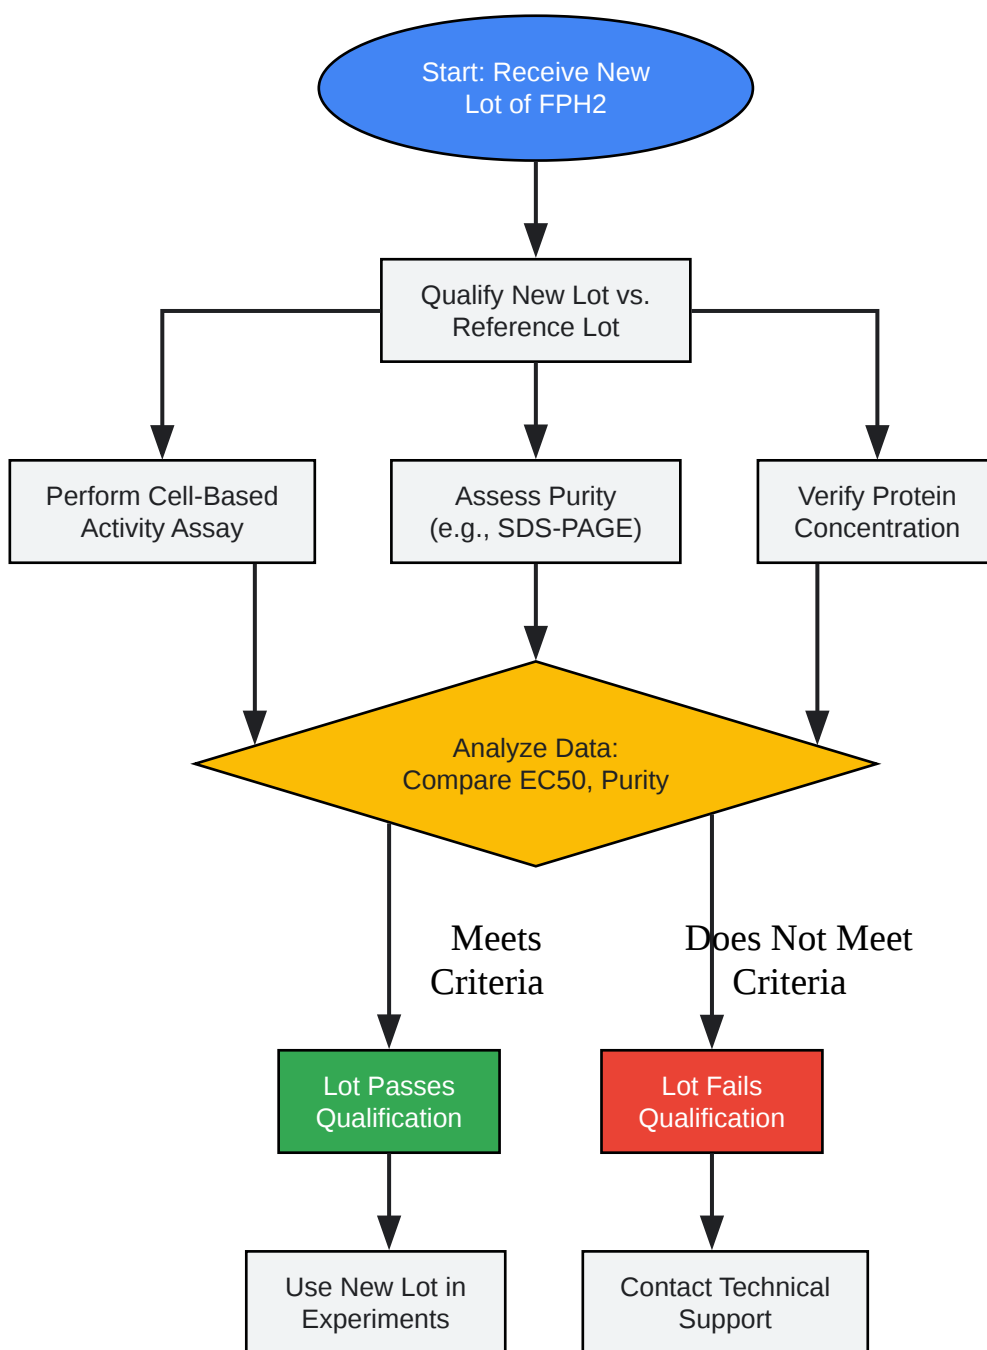 Start: Receive New
Lot of FPH2
Qualify New Lot vs.
Reference Lot
Perform Cell-Based
Activity Assay
Assess Purity
(e.g., SDS-PAGE)
Verify Protein
Concentration
Analyze Data:
Compare EC50, Purity
Meets
Criteria
Does Not Meet
Criteria
Lot Passes
Qualification
Lot Fails
Qualification
Use New Lot in
Experiments
Contact Technical
Support